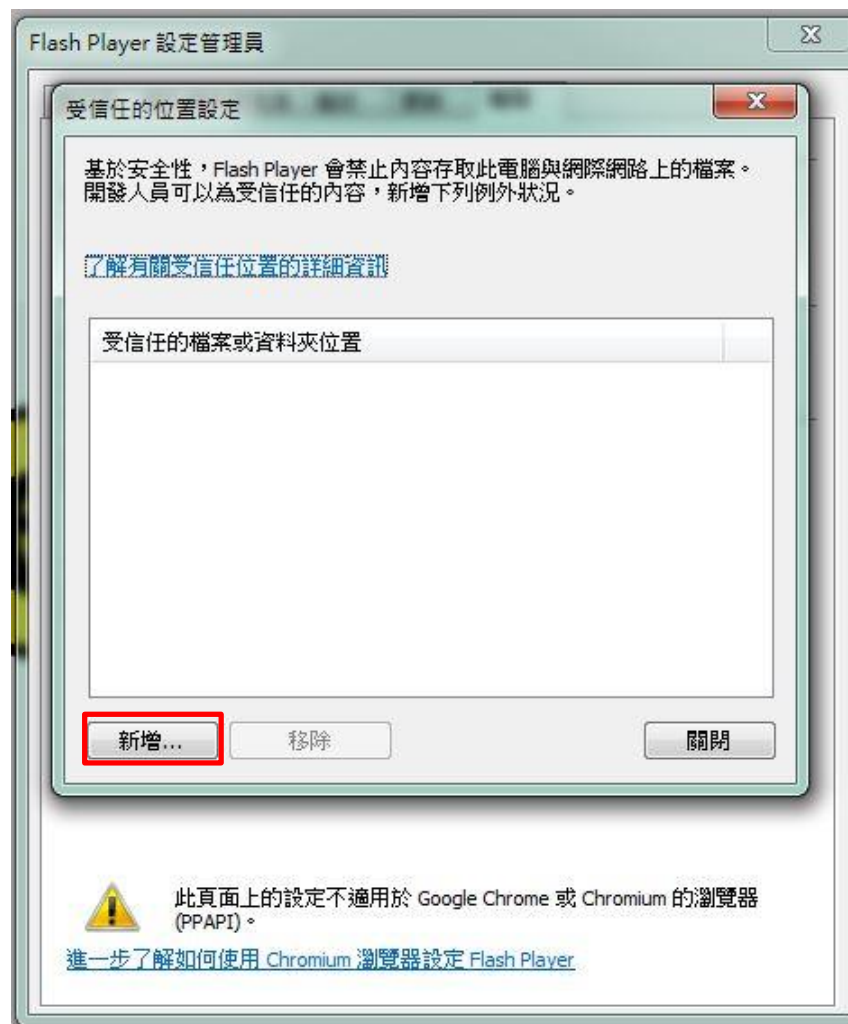 Flash Player 設定管理員
受信任的位置設定
基於安全性，Flash Player 會禁止內容存取此電腦與網際網路上的檔案。
開發人員可以為受信任的內容，新增下列例外狀況。
了解有關受信任位置的詳細資訊
受信任的檔案或資料夾位置
新增...
移除
關閉
此頁面上的設定不適用於 Google Chrome 或 Chromium 的瀏覽器
(PPAPI)。
進一步了解如何使用 Chromium 瀏覽器設定 Flash Player